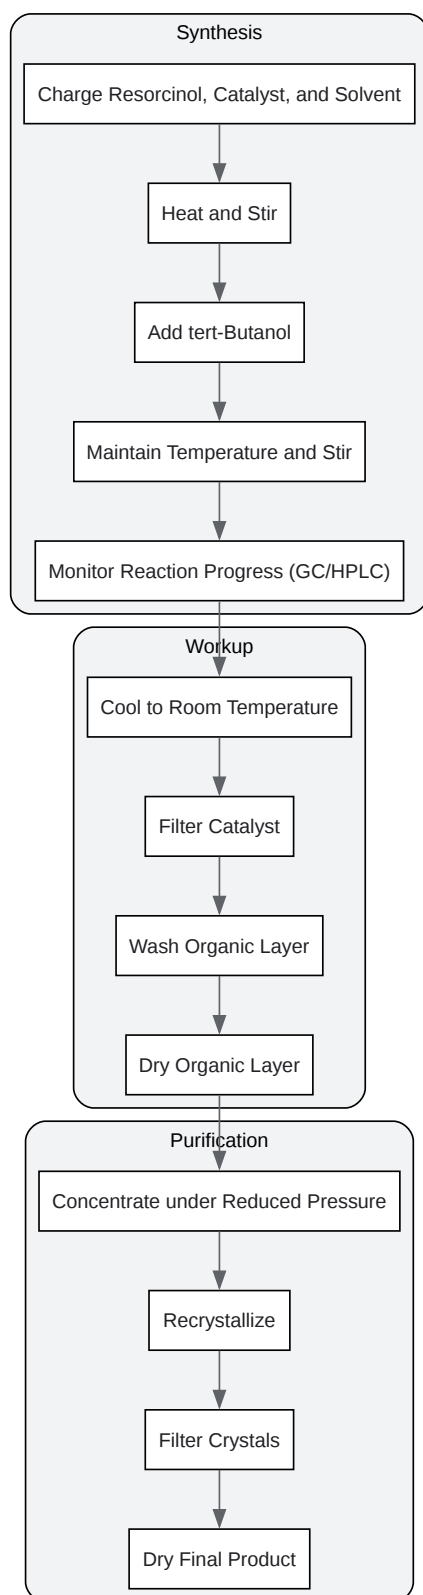 Synthesis
Charge Resorcinol, Catalyst, and Solvent
Heat and Stir
Add tert-Butanol
Maintain Temperature and Stir
Monitor Reaction Progress (GC/HPLC)
Workup
Cool to Room Temperature
Filter Catalyst
Wash Organic Layer
Dry Organic Layer
Purification
Concentrate under Reduced Pressure
Recrystallize
Filter Crystals
Dry Final Product